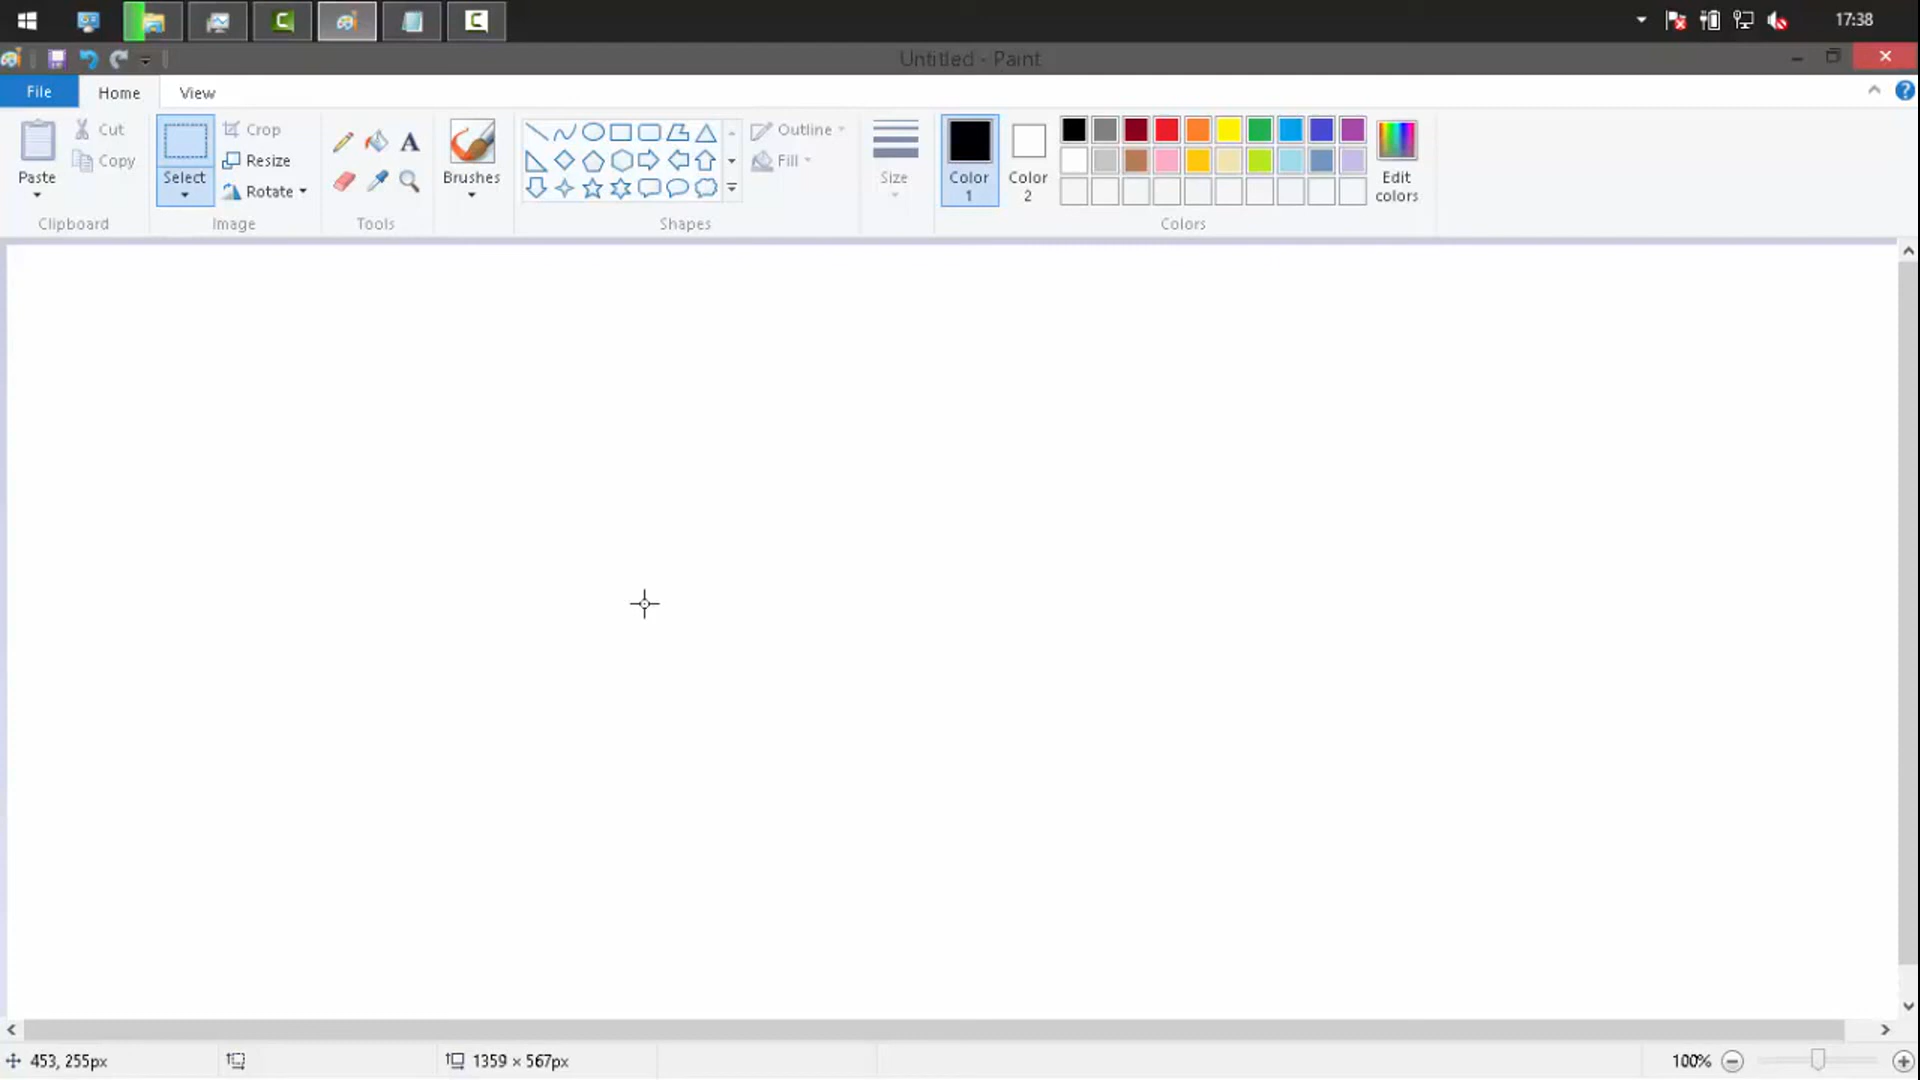 17:38
Untitled - Paint
File
Home
View
Paste
Cut
Copy
Clipboard
Select
Crop
Resize
Rotate
Image
A
Tools
Brushes
Outline
Fill
Shapes
Size
Color 1
Color 2
Edit colors
Colors
453, 255px
1359 × 567px
100%